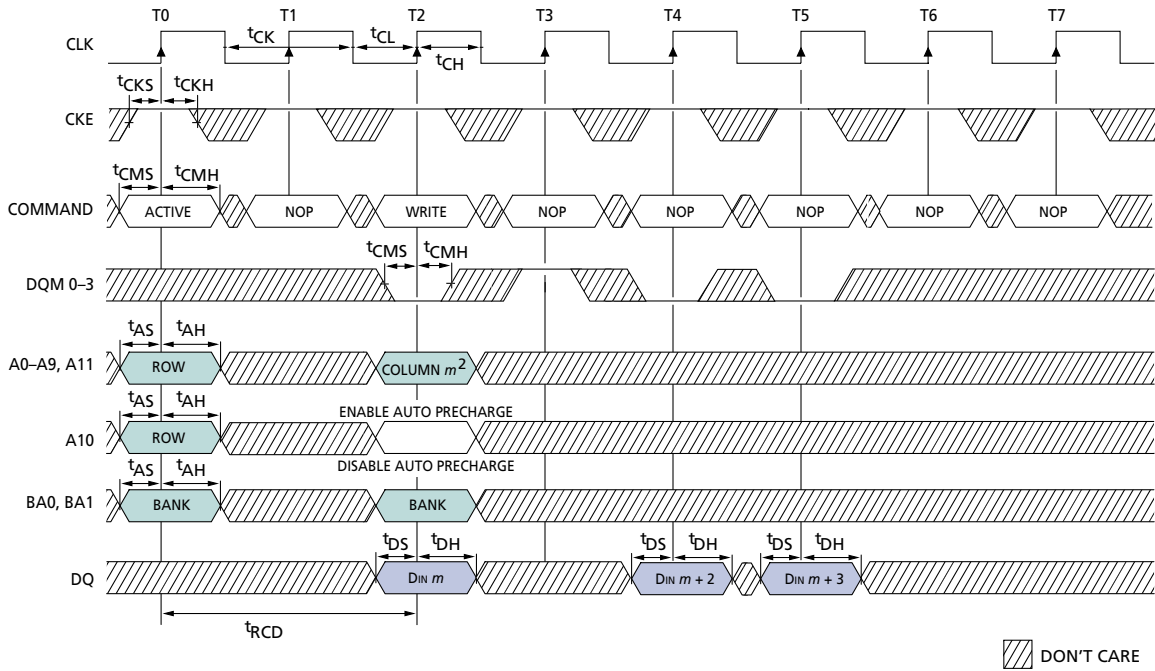 T0 T1 T2 T3 T4 T5 T6 T7
CLK
tCK tCL
tCH
tCKS tCKH
CKE
tCMS tCMH
COMMAND ACTIVE NOP WRITE NOP NOP NOP NOP NOP
tCMS tCMH
DQM 0–3
tAS tAH
A0–A9, A11 ROW COLUMN m2
tAS tAH ENABLE AUTO PRECHARGE
A10 ROW
tAS tAH DISABLE AUTO PRECHARGE
BA0, BA1 BANK BANK
tDS tDH tDS tDH tDS tDH
DQ DIN m DIN m + 2 DIN m + 3
tRCD
DON'T CARE